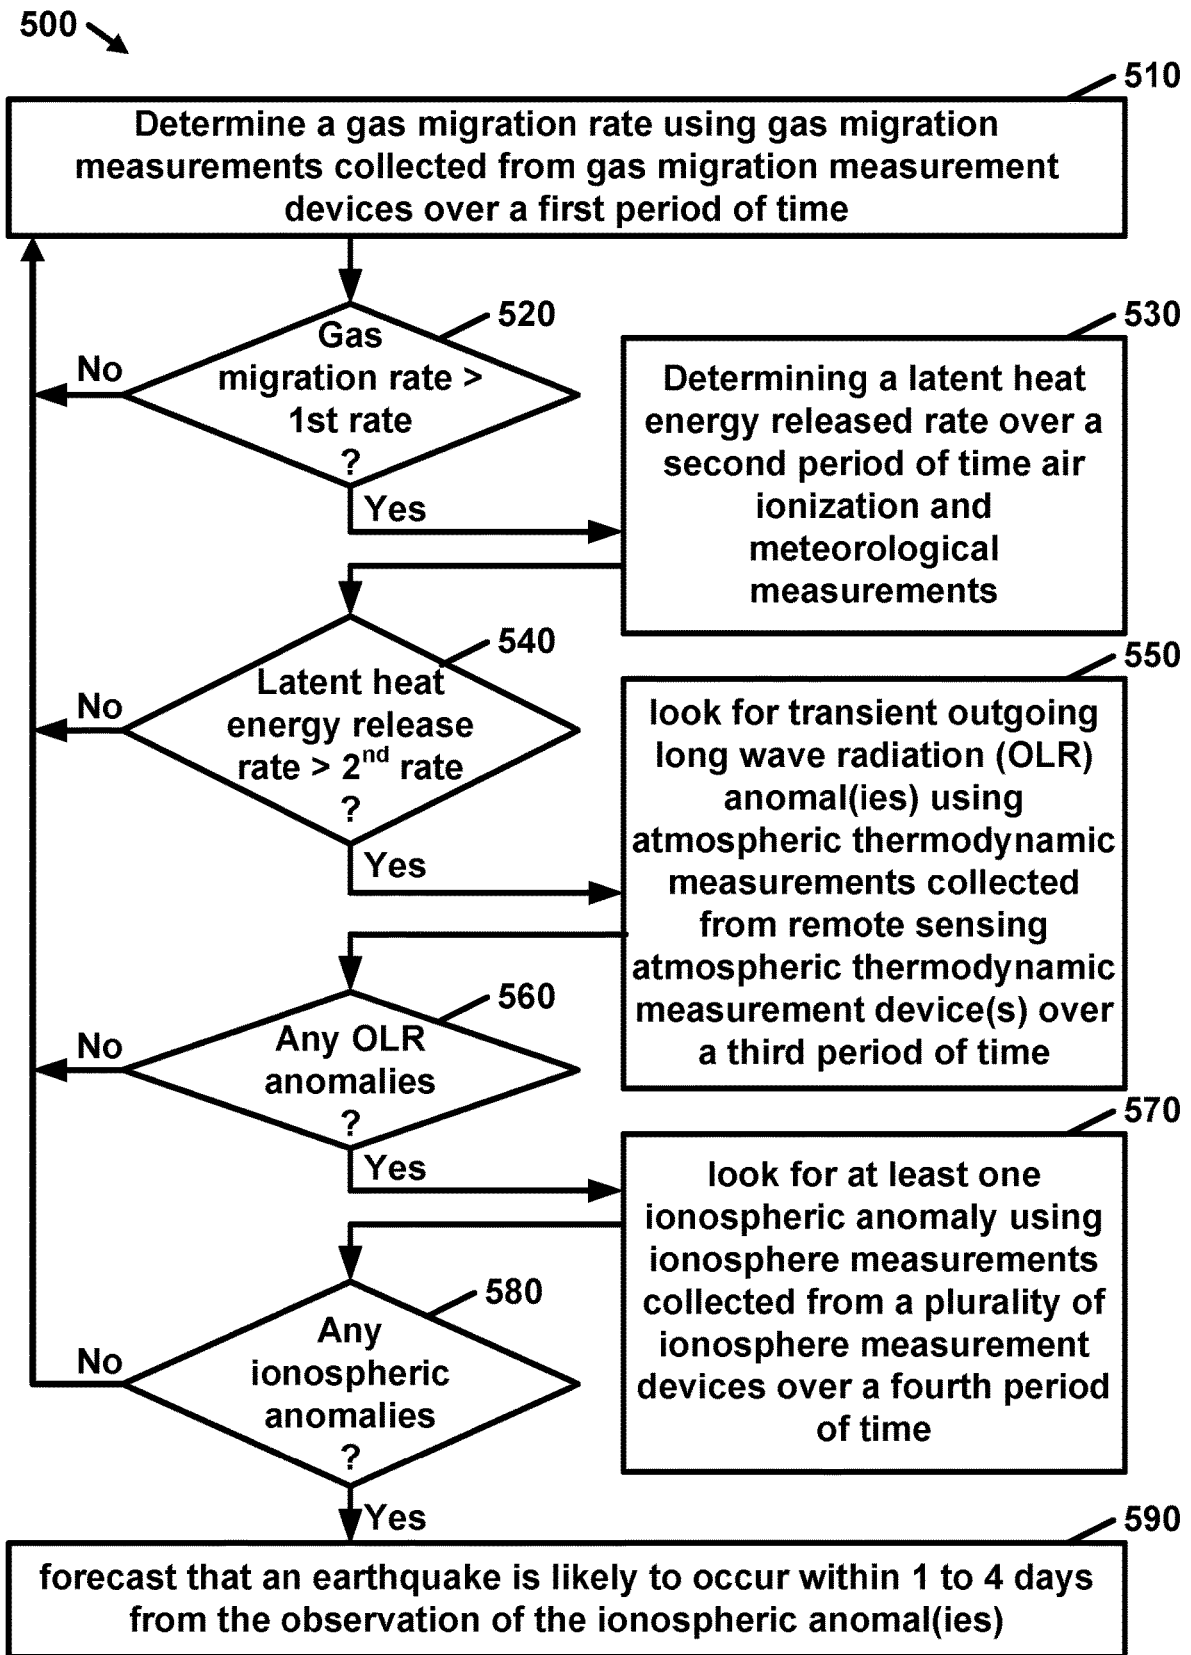 500
510
Determine a gas migration rate using gas migration
measurements collected from gas migration measurement
devices over a first period of time
520
Gas
migration rate >
1st rate
?
No
Yes
530
Determining a latent heat
energy released rate over a
second period of time air
ionization and
meteorological
measurements
540
Latent heat
energy release
rate > 2nd rate
?
No
Yes
550
look for transient outgoing
long wave radiation (OLR)
anomal(ies) using
atmospheric thermodynamic
measurements collected
from remote sensing
atmospheric thermodynamic
measurement device(s) over
a third period of time
560
Any OLR
anomalies
?
No
Yes
570
look for at least one
ionospheric anomaly using
ionosphere measurements
collected from a plurality of
ionosphere measurement
devices over a fourth period
of time
580
Any
ionospheric
anomalies
?
No
Yes
590
forecast that an earthquake is likely to occur within 1 to 4 days
from the observation of the ionospheric anomal(ies)